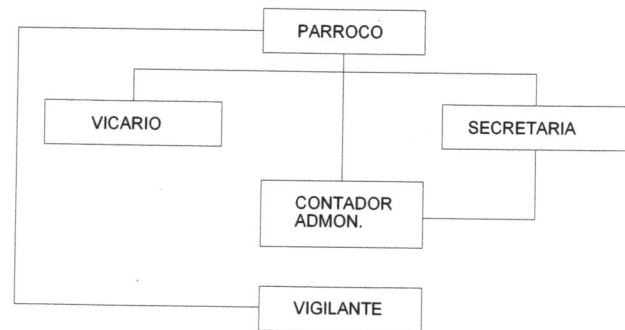 PARROCO
VICARIO
SECRETARIA
CONTADOR
ADMON.
VIGILANTE